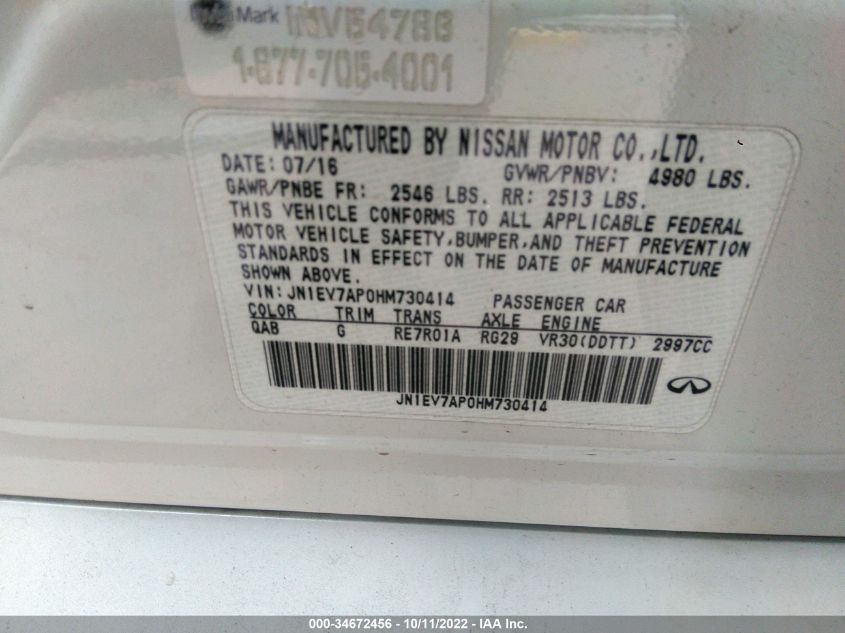 Mark
1-877-705-4001
MANUFACTURED BY NISSAN MOTOR CO.,LTD.
DATE: 07/16 GVWR/PNBV: 4980 LBS.
GAWR/PNBE FR: 2546 LBS. RR: 2513 LBS.
THIS VEHICLE CONFORMS TO ALL APPLICABLE FEDERAL
MOTOR VEHICLE SAFETY,BUMPER,AND THEFT PREVENTION
STANDARDS IN EFFECT ON THE DATE OF MANUFACTURE
SHOWN ABOVE.
VIN: JN1EV7AP0HM730414 PASSENGER CAR
COLOR TRIM TRANS AXLE ENGINE
QAB G RE7R01A RG29 VR30(DDTT) 2997CC
JN1EV7AP0HM730414
000-34672456 - 10/11/2022 - IAA Inc.